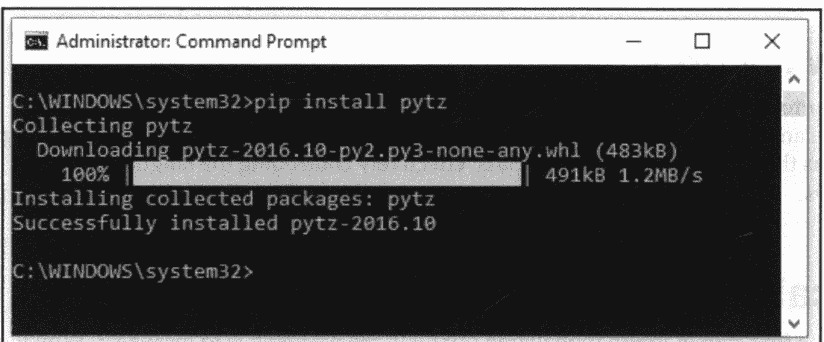 Administrator: Command Prompt
C:\WINDOWS\system32>pip install pytz
Collecting pytz
Downloading pytz-2016.10-py2.py3-none-any.whl (483kB)
100% || 491kB 1.2MB/s
Installing collected packages: pytz
Successfully installed pytz-2016.10
C:\WINDOWS\system32>